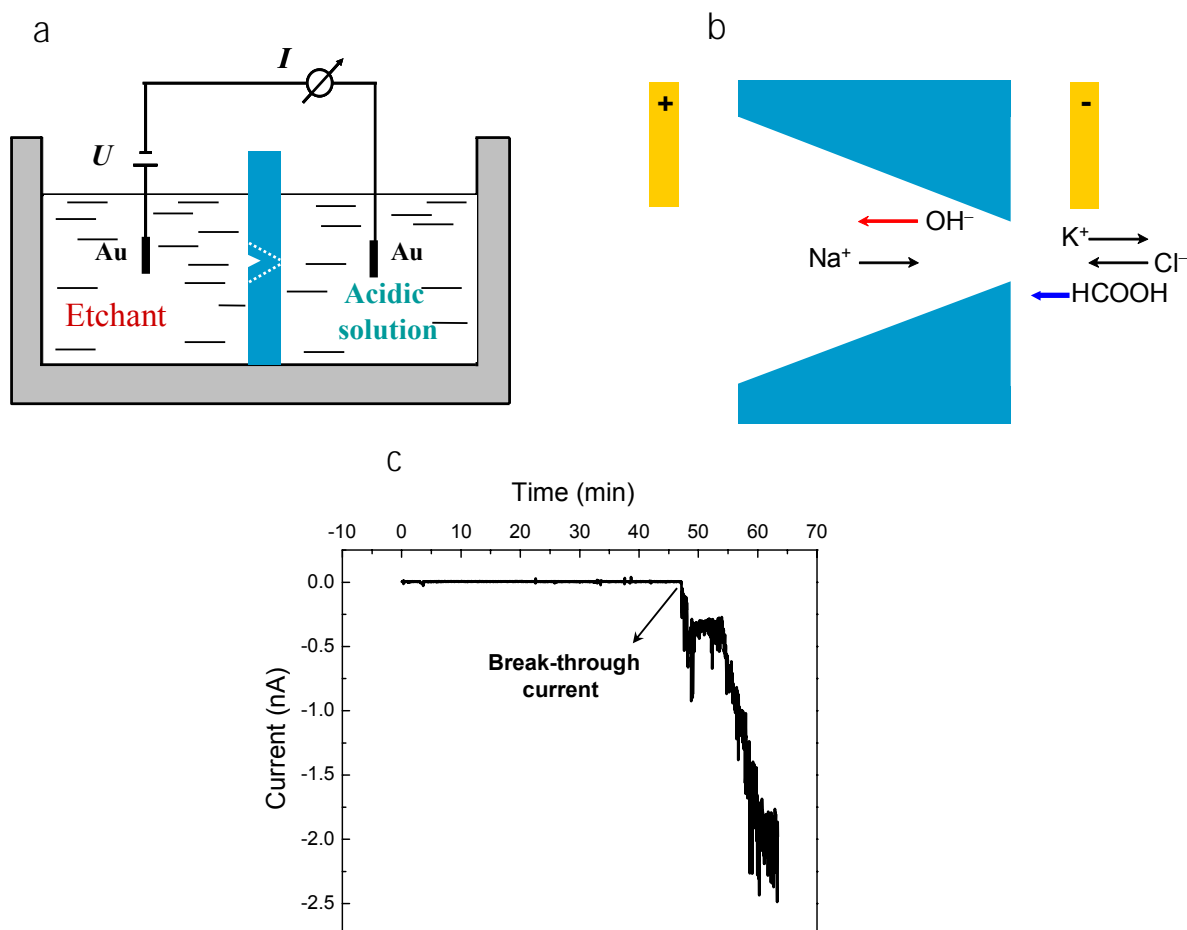 a
I
U
Au
Au
Etchant
Acidic
solution
b
+
-
OH⁻
Na⁺
K⁺
Cl⁻
HCOOH
c
Time (min)
-10 0 10 20 30 40 50 60 70
0.0
-0.5
-1.0
-1.5
-2.0
-2.5
Current (nA)
Break-through
current